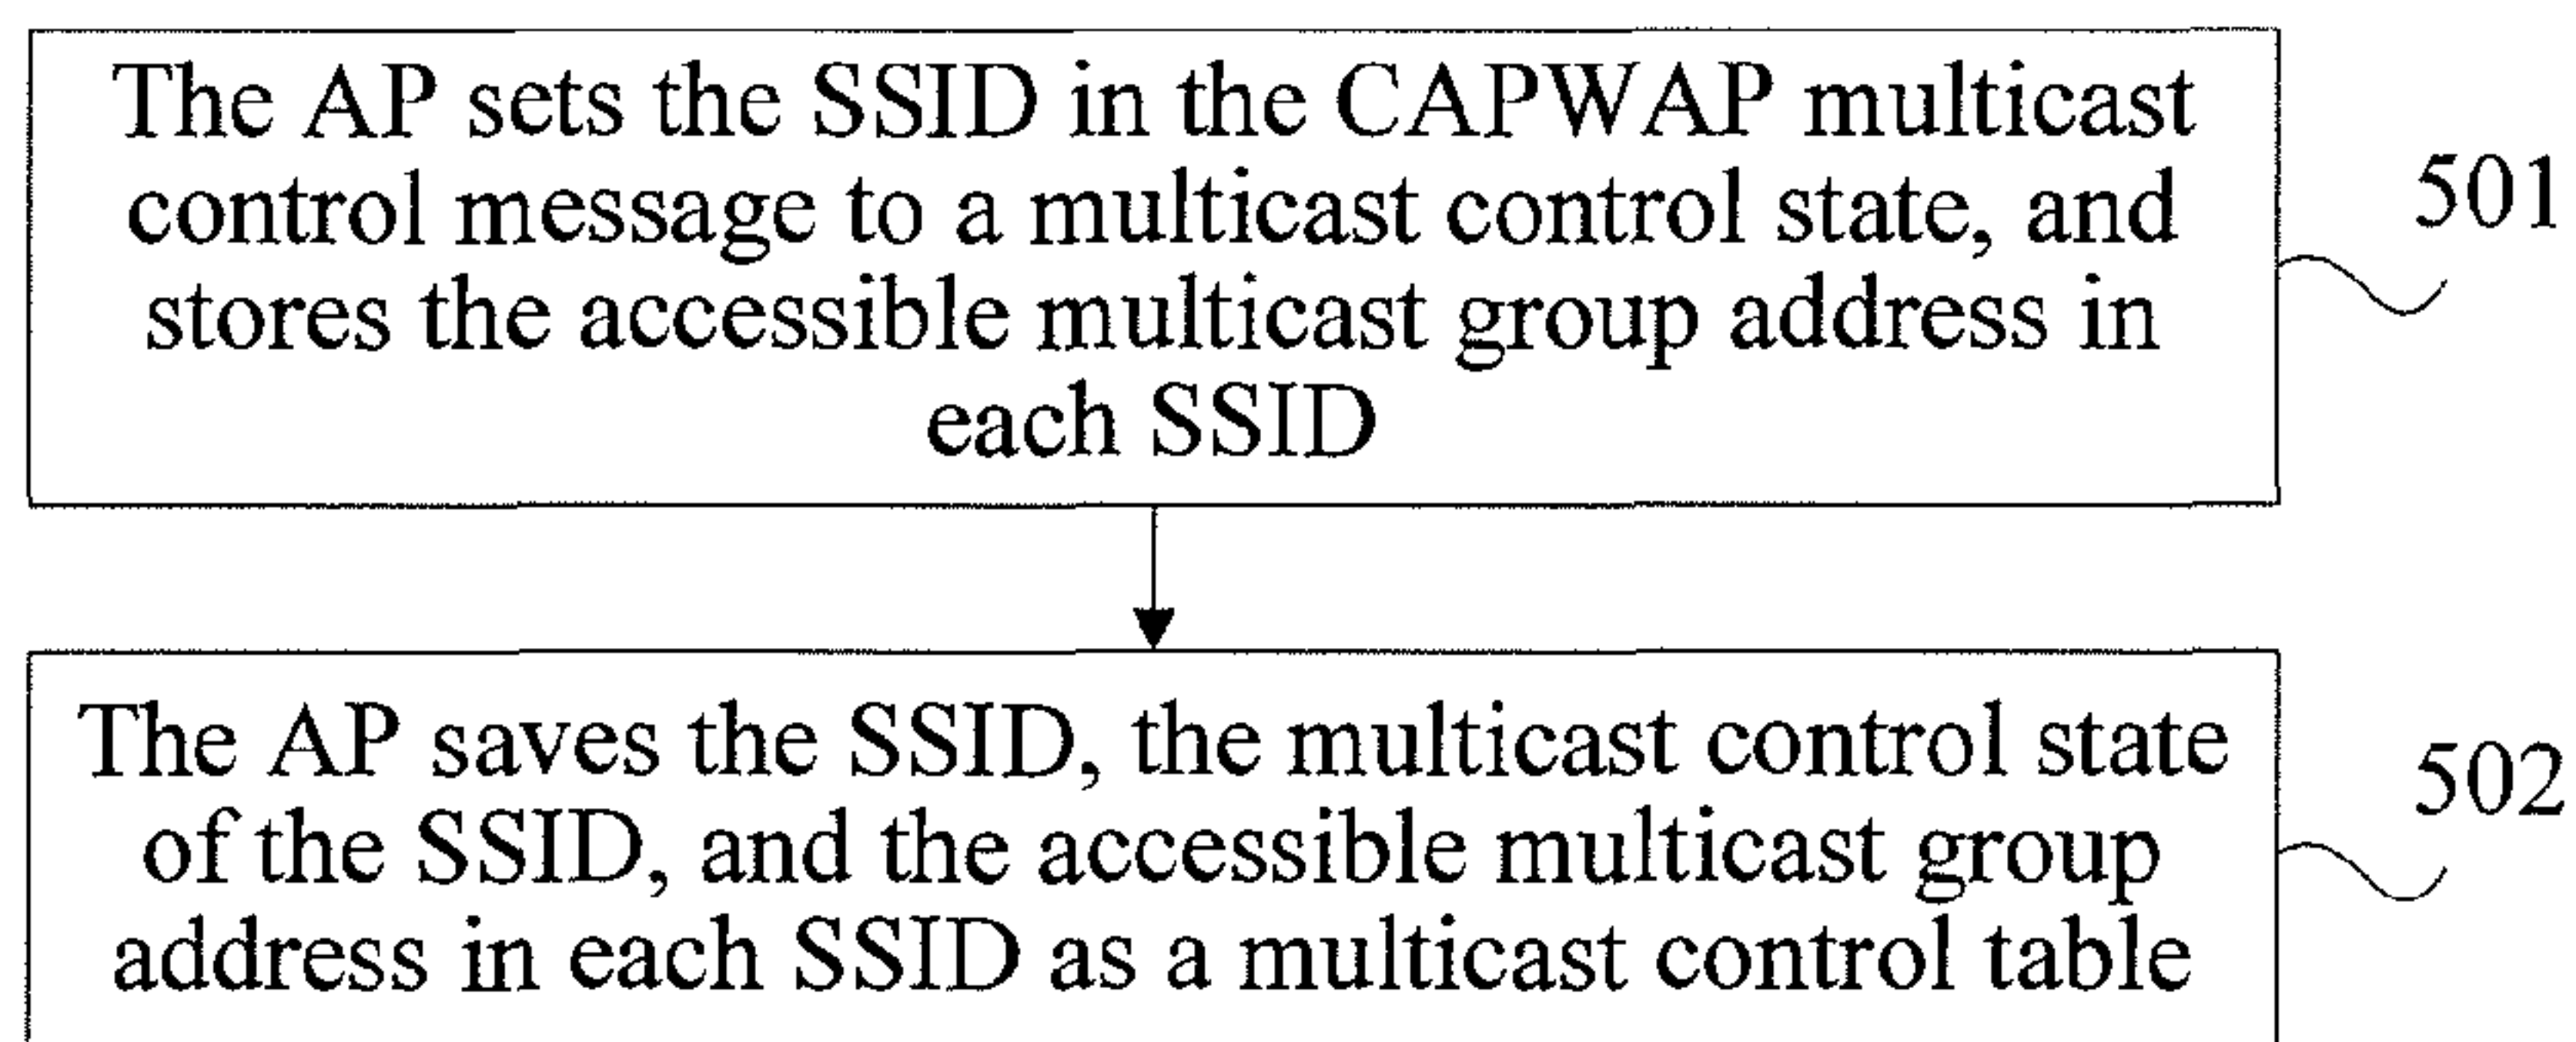 The AP sets the SSID in the CAPWAP multicast
control message to a multicast control state, and
stores the accessible multicast group address in
each SSID
501
The AP saves the SSID, the multicast control state
of the SSID, and the accessible multicast group
address in each SSID as a multicast control table
502